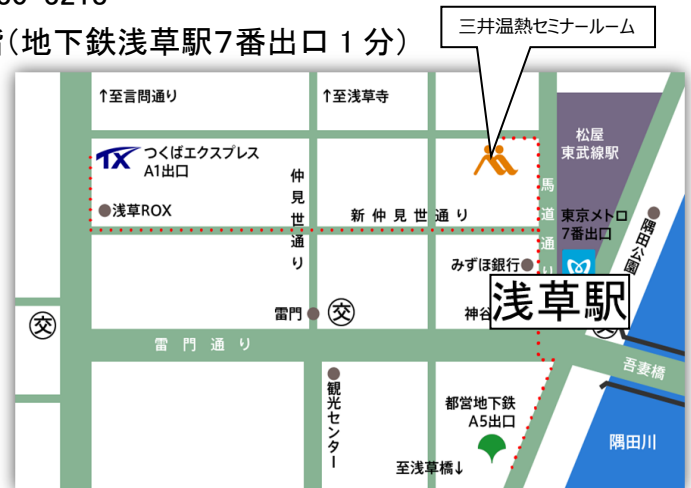 階(地下鉄浅草駅7番出口1分)
三井温熱セミナールーム
↑至言問通り
↑至浅草寺
松屋
東武線駅
TX
つくばエクスプレス
A1出口
仲見世通り
馬道通り
浅草ROX
新仲見世通り
東京メトロ
7番出口
隅田公園
みずほ銀行
雷門
交
神谷
浅草駅
交
雷門通り
吾妻橋
観光センター
都営地下鉄
A5出口
至浅草橋↓
隅田川